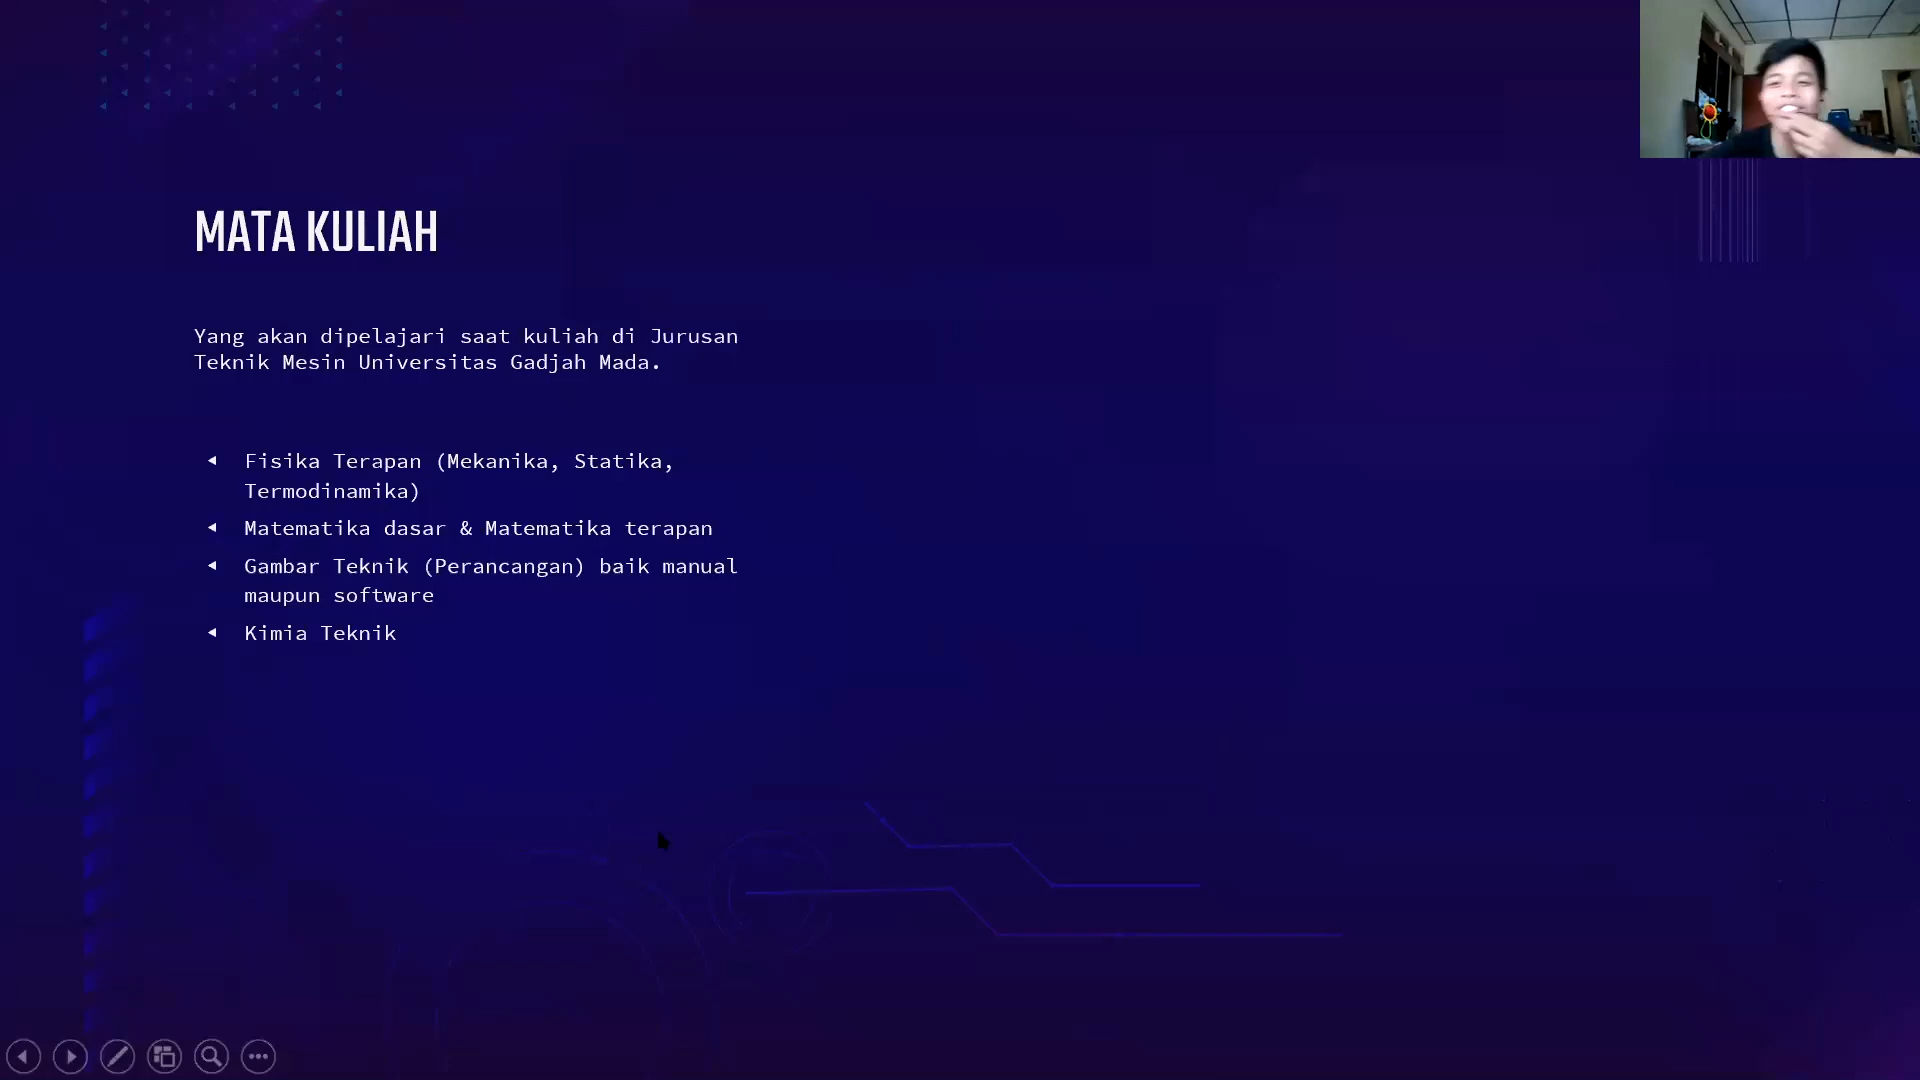 MATA KULIAH
Yang akan dipelajari saat kuliah di Jurusan
Teknik Mesin Universitas Gadjah Mada.
Fisika Terapan (Mekanika, Statika,
Termodinamika)
Matematika dasar & Matematika terapan
Gambar Teknik (Perancangan) baik manual
maupun software
Kimia Teknik